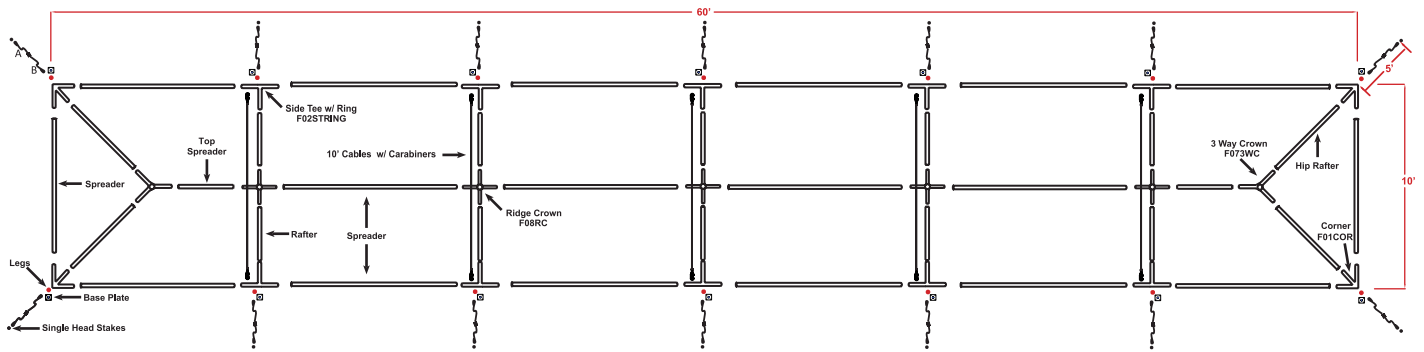 60'
A
B
5'
Side Tee w/ Ring
F02STRING
Top
Spreader
10' Cables w/ Carabiners
3 Way Crown
F073WC
Hip Rafter
Spreader
10'
Ridge Crown
F08RC
Rafter
Spreader
Corner
F01COR
Legs
Base Plate
Single Head Stakes